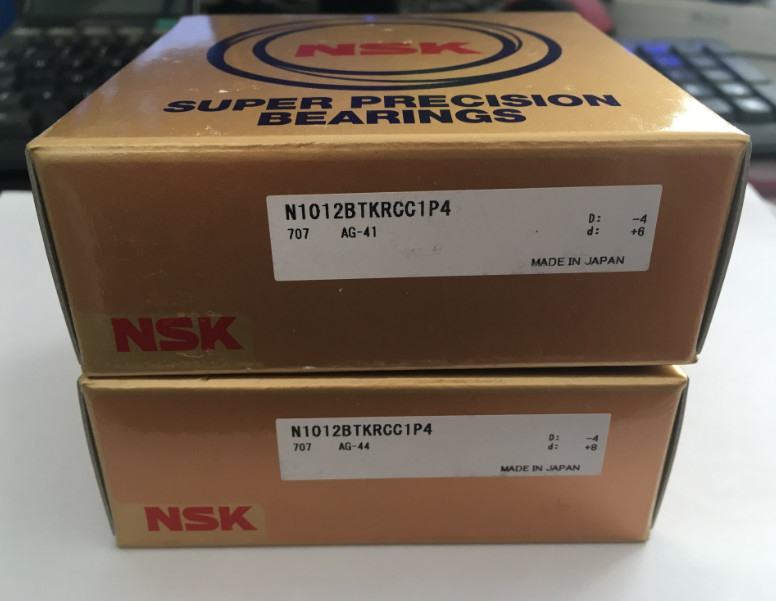 NSK
SUPER PRECISION
BEARINGS
N1012BTKRCC1P4
707 AG-41
D: -4
d: +6
MADE IN JAPAN
NSK
N1012BTKRCC1P4
707 AG-44
D: -4
d: +8
MADE IN JAPAN
NSK